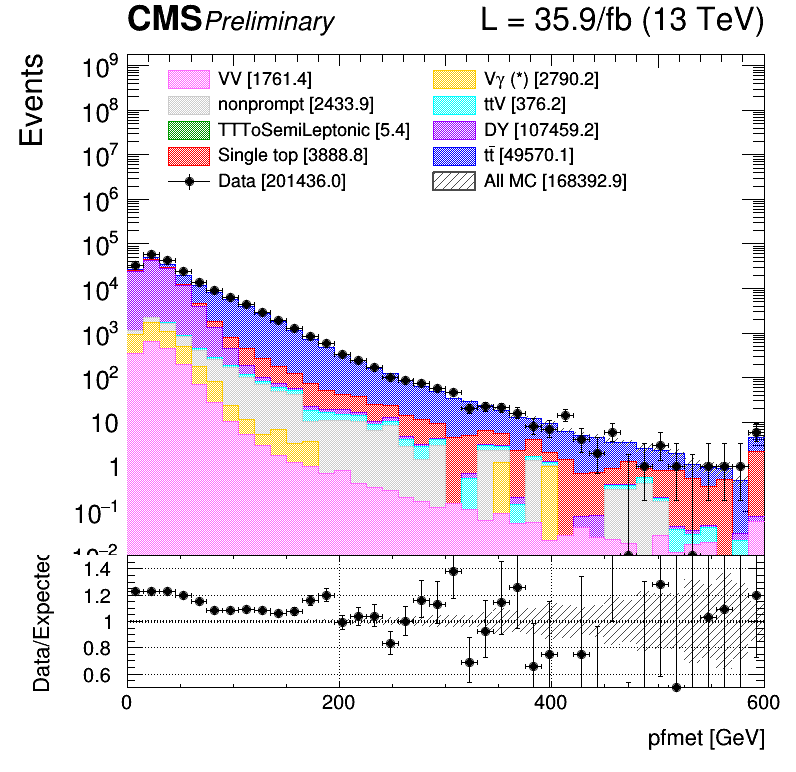 CMS Preliminary L = 35.9/fb (13 TeV)
Events
10⁹
10⁸
10⁷
10⁶
10⁵
10⁴
10³
10²
10
1
10⁻¹
10⁻²
VV [1761.4]
nonprompt [2433.9]
TTToSemiLeptonic [5.4]
Single top [3888.8]
Data [201436.0]
Vγ (*) [2790.2]
ttV [376.2]
DY [107459.2]
tt̄ [49570.1]
All MC [168392.9]
Data/Expected
1.4
1.2
1
0.8
0.6
0 200 400 600
pfmet [GeV]